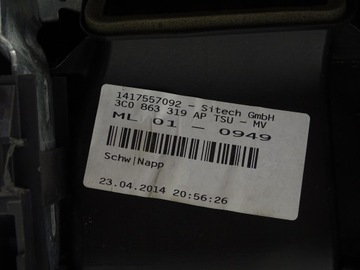 1417557092 - Sitech GmbH
3C0 863 319 AP TSU - MV
ML 01 - 0949
Schw|Napp
23.04.2014 20:56:26